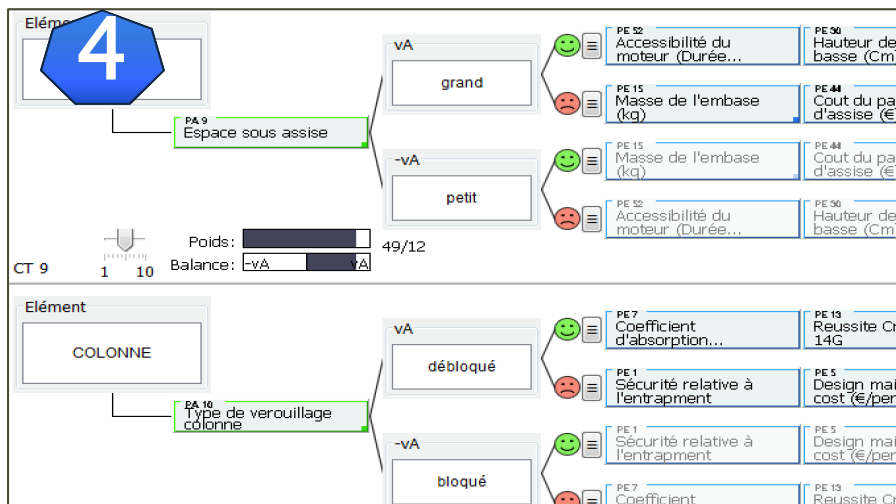 Elém
4
vA
grand
PE 52
Accessibilité du
moteur (Durée...
PE 30
Hauteur de
basse (Cm
PE 15
Masse de l'embase
(kg)
PE 44
Cout du pa
d'assise (€
PA 9
Espace sous assise
-vA
petit
PE 15
Masse de l'embase
(kg)
PE 44
Cout du pa
d'assise (€
PE 52
Accessibilité du
moteur (Durée...
PE 30
Hauteur de
basse (Cm
CT 9
1 10
Poids:
49/12
Balance: -vA vA
Elément
COLONNE
vA
débloqué
PE 7
Coefficient
d'absorption...
PE 13
Reussite Cr
14G
PE 1
Sécurité relative à
l'entrapment
PE 5
Design mai
cost (€/per
PA 10
Type de verouillage
colonne
-vA
bloqué
PE 1
Sécurité relative à
l'entrapment
PE 5
Design mai
cost (€/per
PE 7
Coefficient
PE 13
Reussite Cr